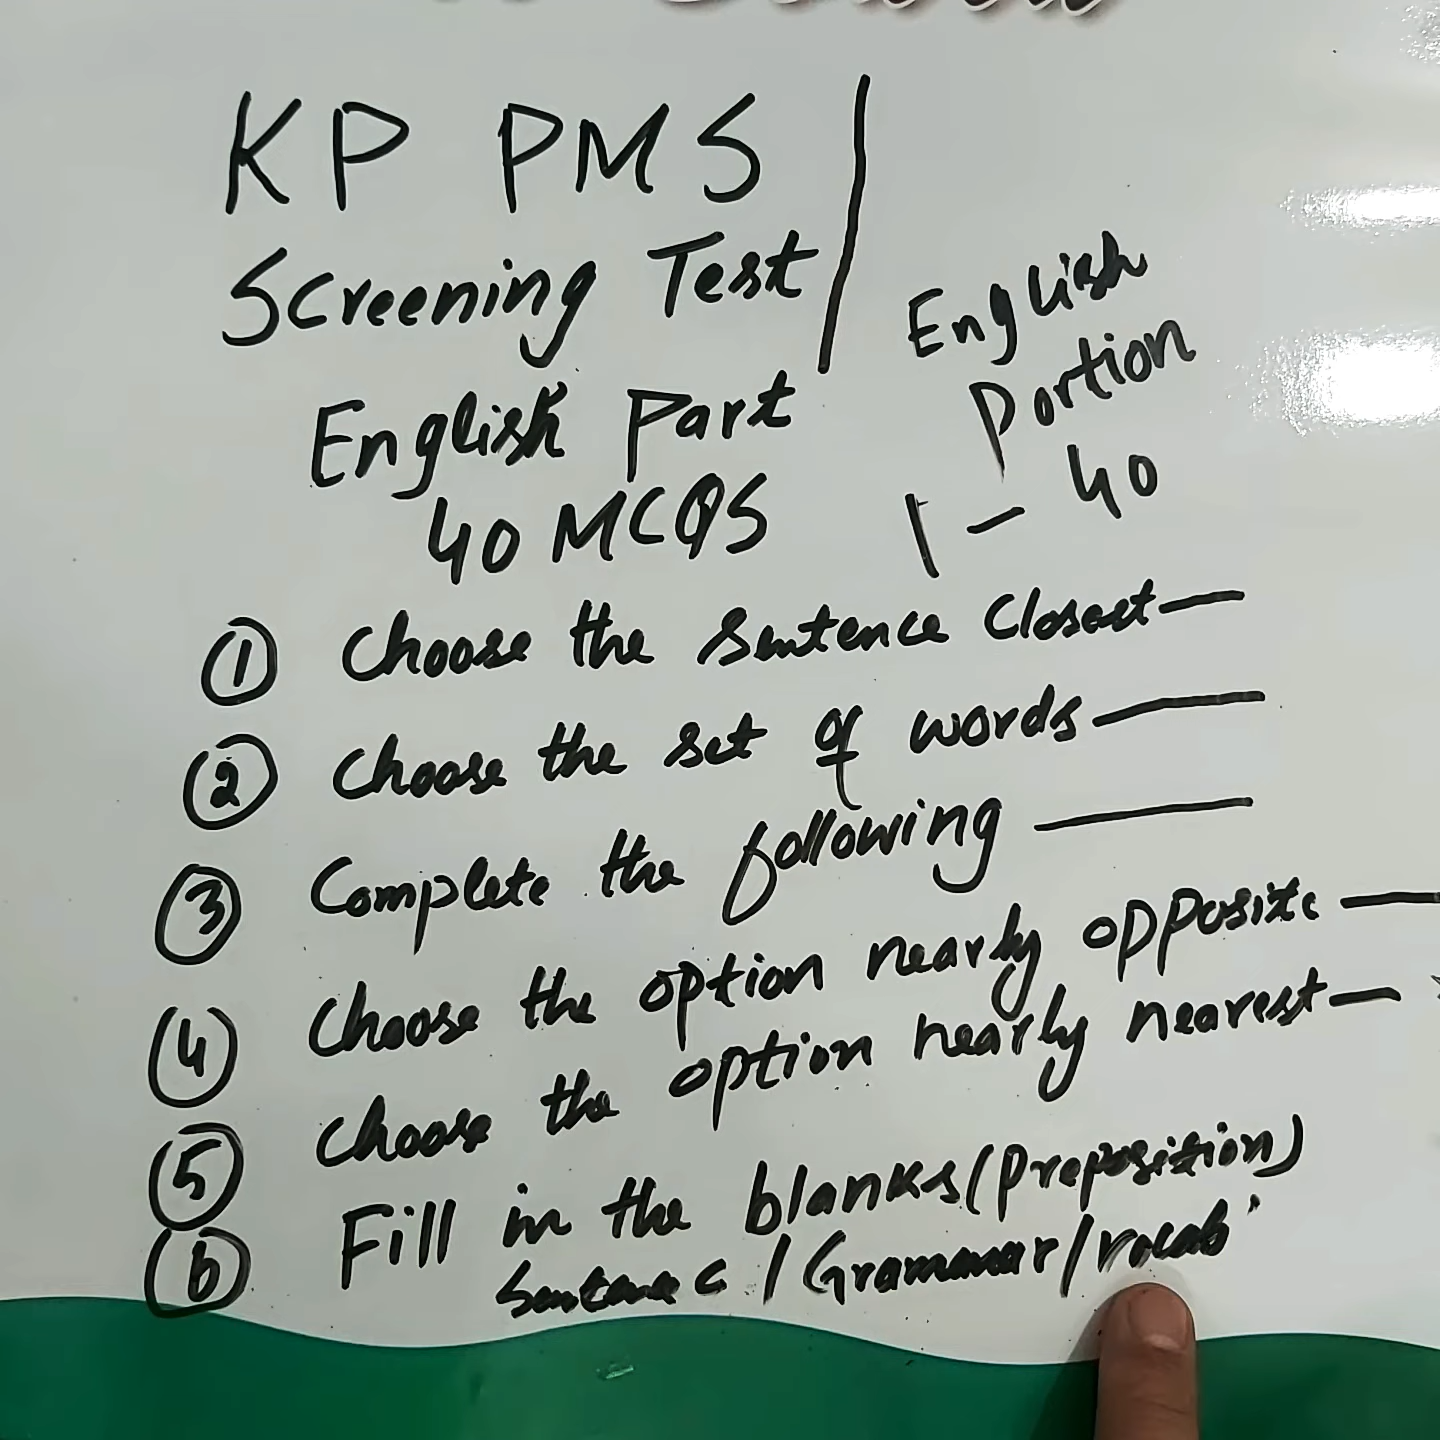 KP PMS
Screening Test
English Part
40 MCQS
English
Portion
1 - 40
① Choose the sentence closest —
② Choose the set of words —
③ Complete the following —
④ Choose the option nearly opposite —
⑤ Choose the option nearly nearest —
⑥ Fill in the blanks (Preposition)
Sentence / Grammar / vocab